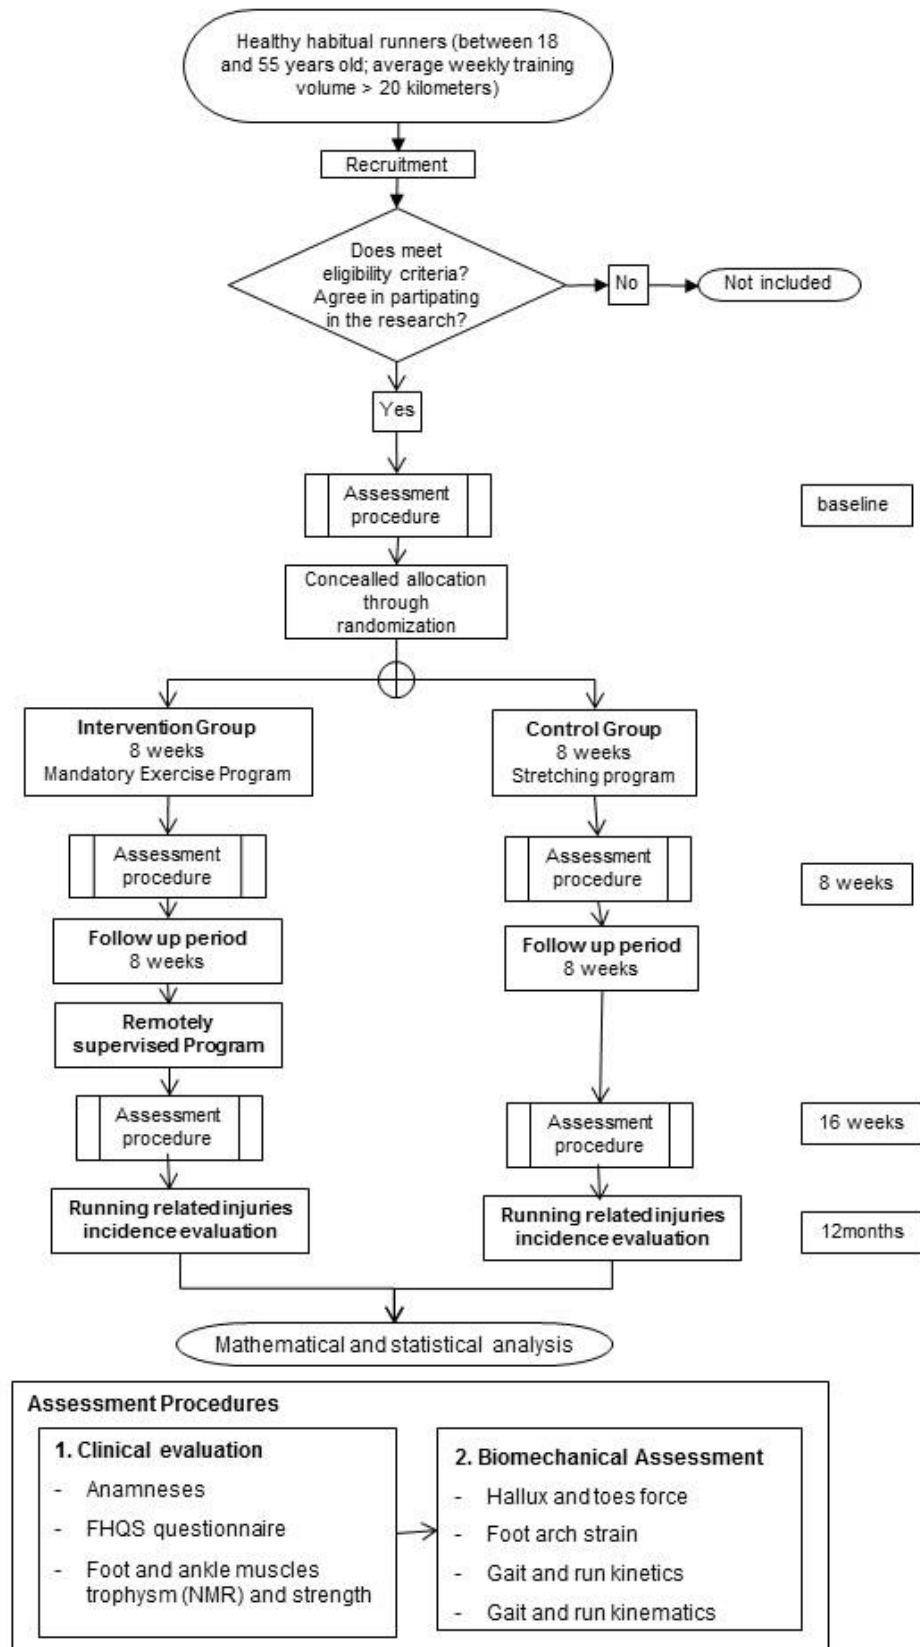 Healthy habitual runners (between 18
and 55 years old; average weekly training
volume > 20 kilometers)
Recruitment
Does meet
eligibility criteria?
Agree in partipating
in the research?
No
Not included
Yes
Assessment
procedure
baseline
Concealled allocation
through
randomization
Intervention Group
8 weeks
Mandatory Exercise Program
Control Group
8 weeks
Stretching program
Assessment
procedure
Assessment
procedure
8 weeks
Follow up period
8 weeks
Follow up period
8 weeks
Remotely
supervised Program
Assessment
procedure
Assessment
procedure
16 weeks
Running related injuries
incidence evaluation
Running related injuries
incidence evaluation
12months
Mathematical and statistical analysis
Assessment Procedures
1. Clinical evaluation
- Anamneses
- FHQS questionnaire
- Foot and ankle muscles
trophysm (NMR) and strength
2. Biomechanical Assessment
- Hallux and toes force
- Foot arch strain
- Gait and run kinetics
- Gait and run kinematics